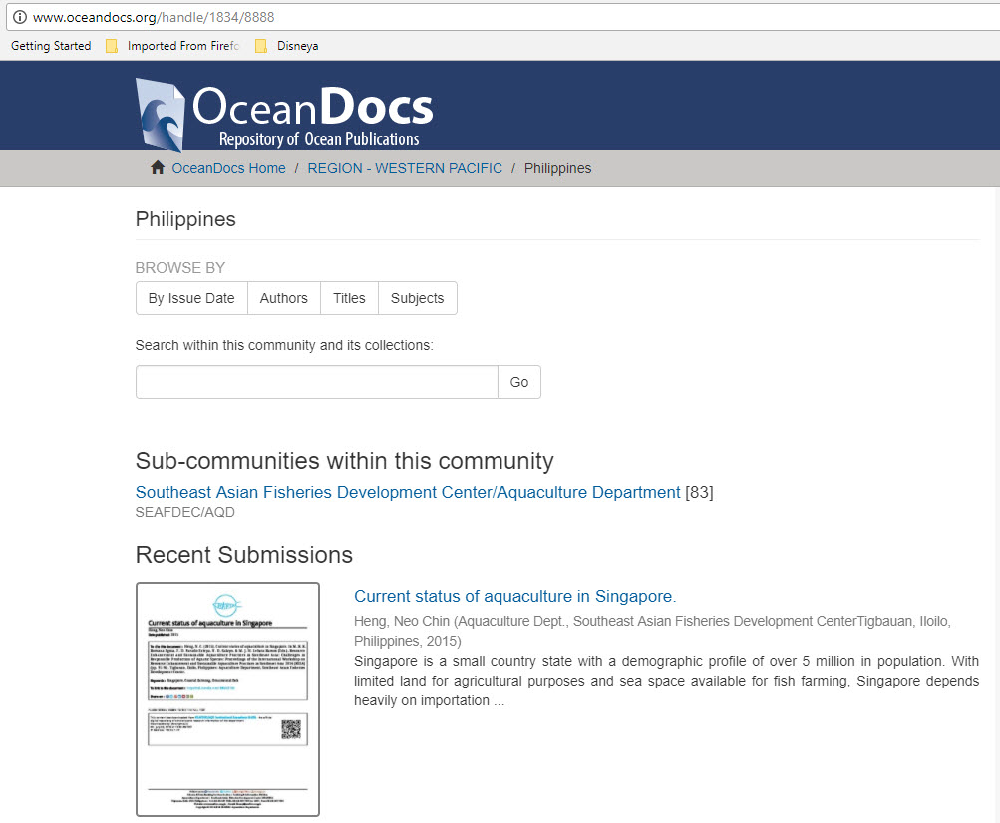 www.oceandocs.org/handle/1834/8888
Getting Started Imported From Firefo Disneya
OceanDocs
Repository of Ocean Publications
OceanDocs Home / REGION - WESTERN PACIFIC / Philippines
Philippines
BROWSE BY
By Issue Date Authors Titles Subjects
Search within this community and its collections:
Go
Sub-communities within this community
Southeast Asian Fisheries Development Center/Aquaculture Department [83]
SEAFDEC/AQD
Recent Submissions
Current status of aquaculture in Singapore
Current status of aquaculture in Singapore.
Heng, Neo Chin (Aquaculture Dept., Southeast Asian Fisheries Development CenterTigbauan, Iloilo,
Philippines, 2015)
Singapore is a small country state with a demographic profile of over 5 million in population. With
limited land for agricultural purposes and sea space available for fish farming, Singapore depends
heavily on importation ...